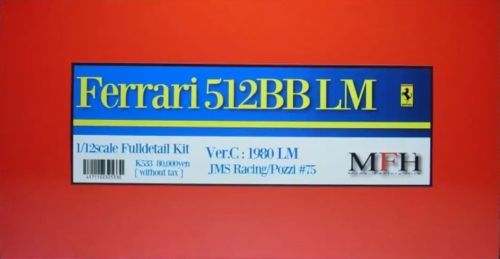 Ferrari 512BB LM
1/12scale Fulldetail Kit
K533 80,000yen
[without tax]
Ver.C : 1980 LM
JMS Racing/Pozzi #75
MFH